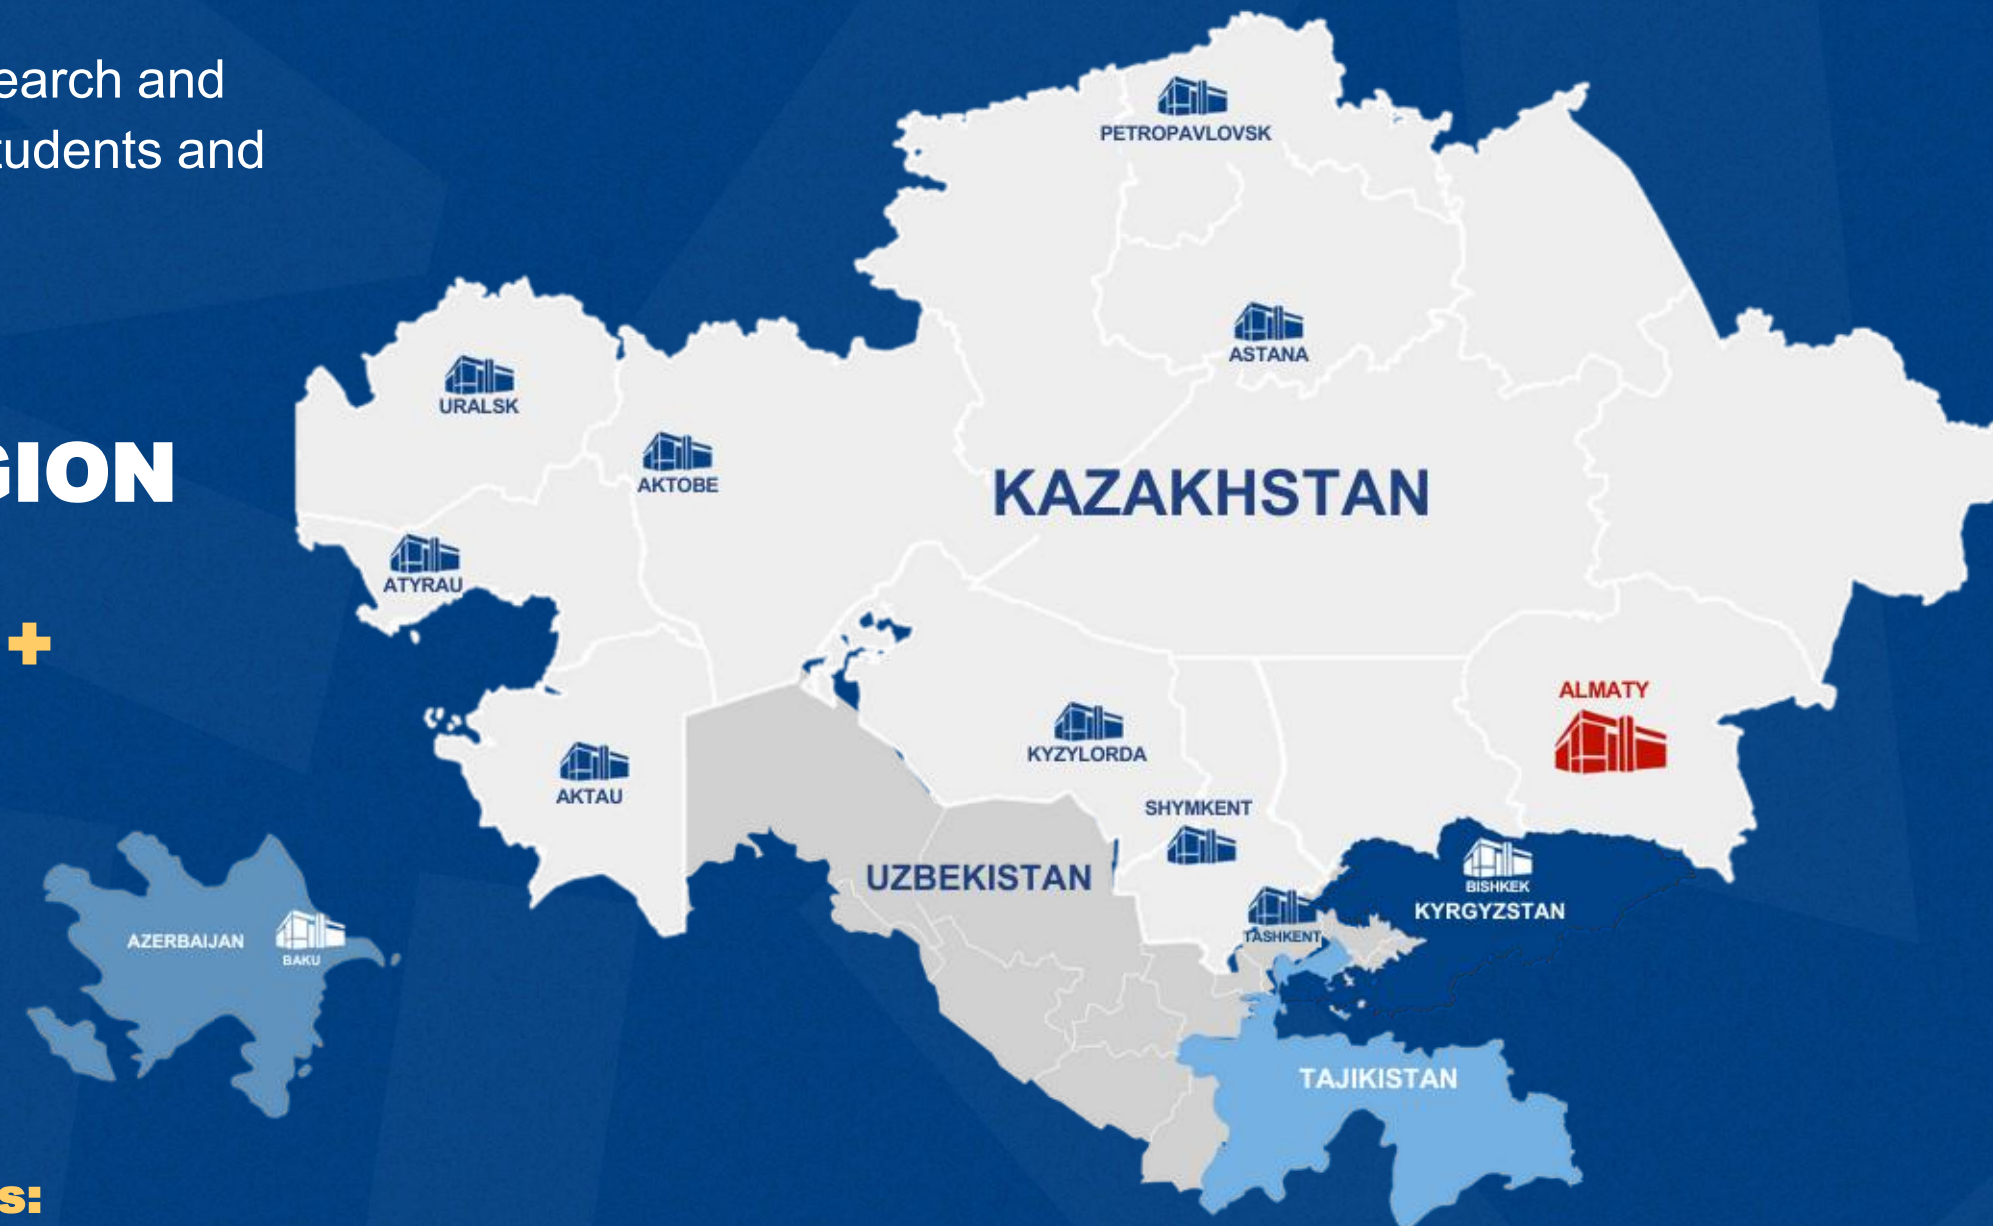 earch and
tudents and
GION
+
s:
PETROPAVLOVSK
ASTANA
URALSK
AKTOBE
KAZAKHSTAN
ATYRAU
ALMATY
KYZYLORDA
AKTAU
SHYMKENT
UZBEKISTAN
BISHKEK
KYRGYZSTAN
TASHKENT
AZERBAIJAN
BAKU
TAJIKISTAN